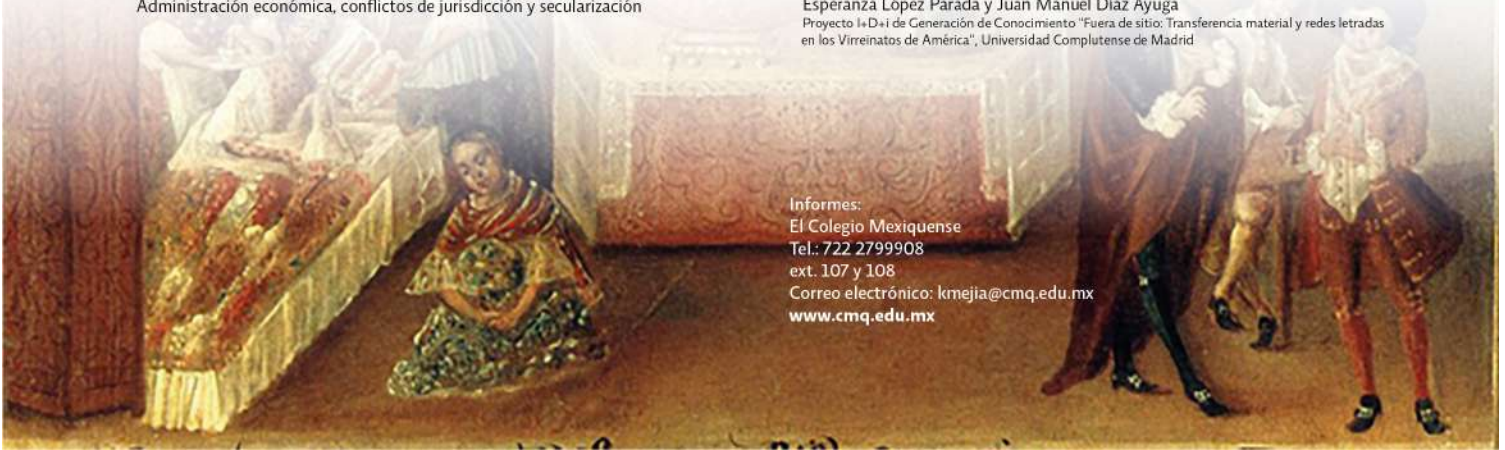 Administración económica, conflictos de jurisdicción y secularización
Esperanza López Parada y Juan Manuel Díaz Ayuga
Proyecto I+D+i de Generación de Conocimiento "Fuera de sitio: Transferencia material y redes letradas
en los Virreinatos de América", Universidad Complutense de Madrid
Informes:
El Colegio Mexiquense
Tel.: 722 2799908
ext. 107 y 108
Correo electrónico: kmejia@cmq.edu.mx
www.cmq.edu.mx